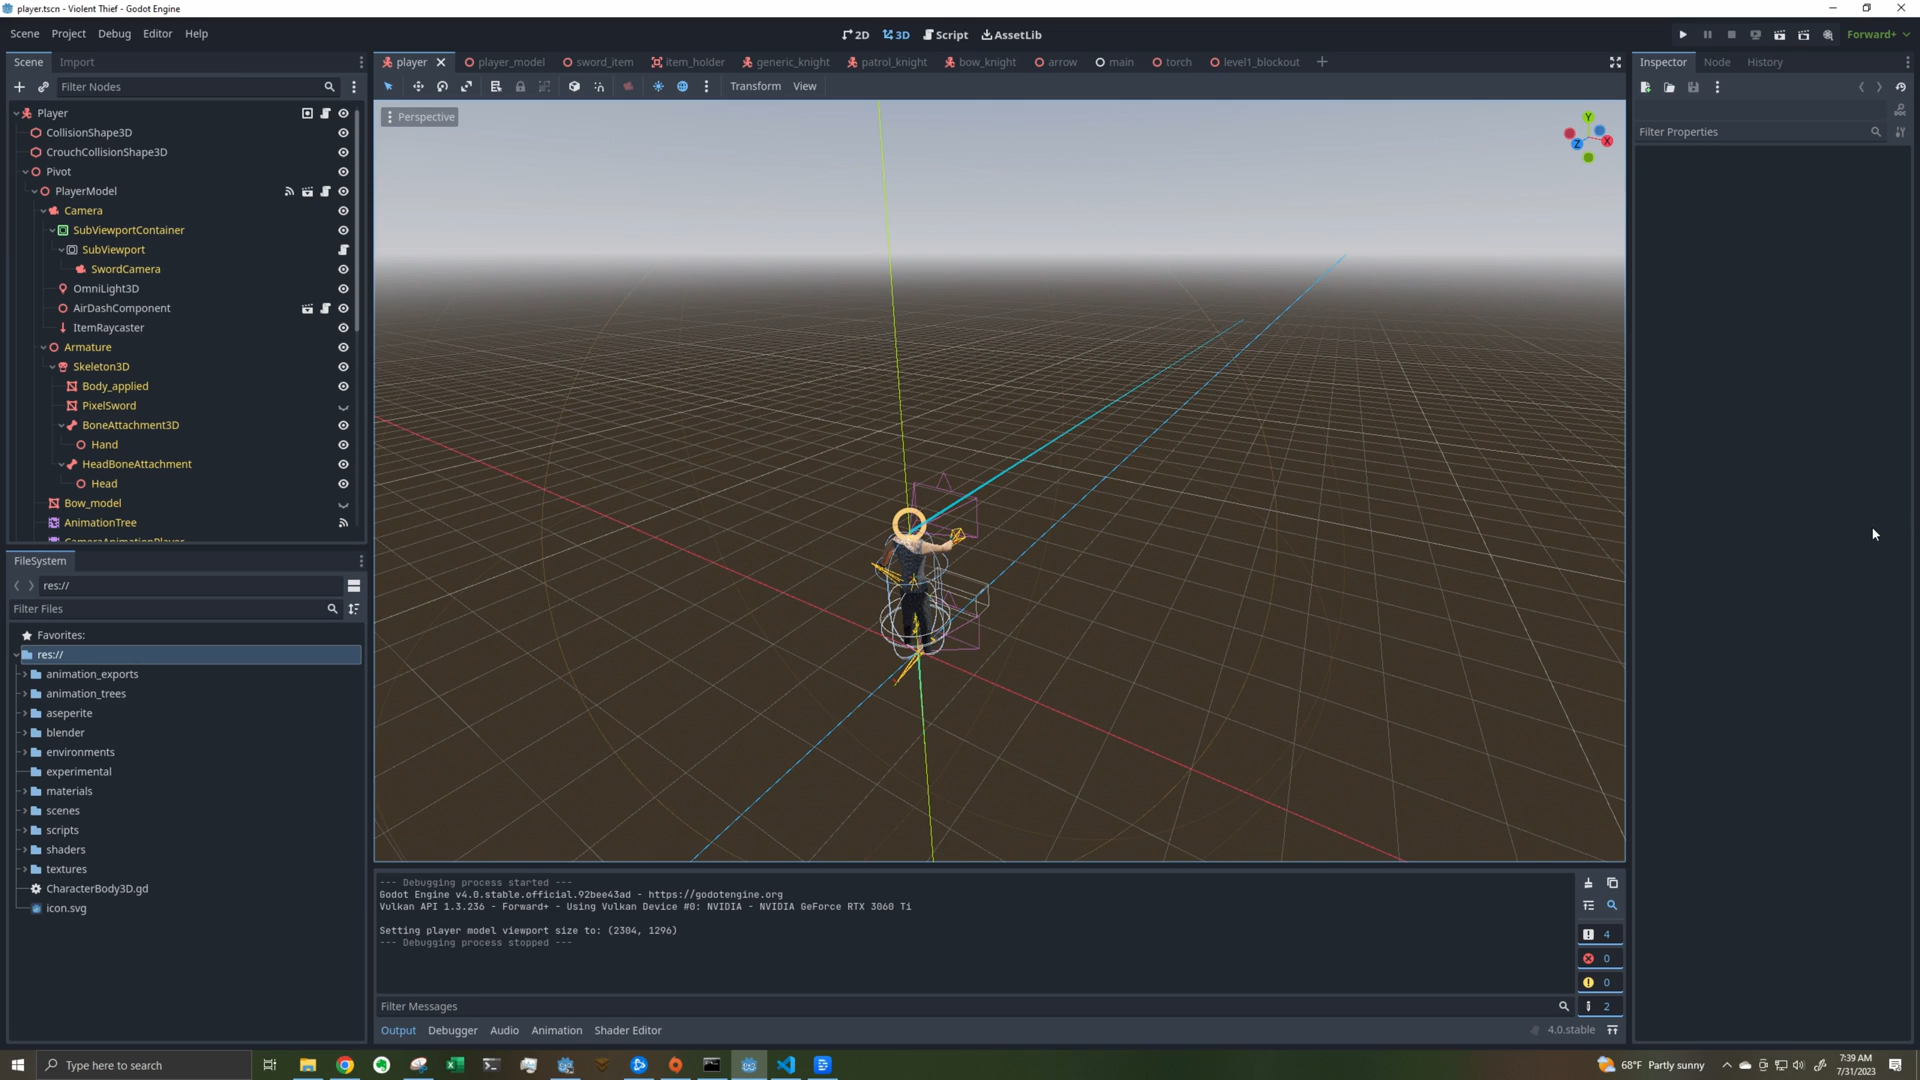 player.tscn - Violent Thief - Godot Engine
Scene Project Debug Editor Help
2D 3D Script AssetLib
Forward+
Scene Import
player player_model sword_item item_holder generic_knight patrol_knight bow_knight arrow main torch level1_blockout
Inspector Node History
Filter Nodes
Transform View
Perspective
Filter Properties
Y
X
Z
Player
CollisionShape3D
CrouchCollisionShape3D
Pivot
PlayerModel
Camera
SubViewportContainer
SubViewport
SwordCamera
OmniLight3D
AirDashComponent
ItemRaycaster
Armature
Skeleton3D
Body_applied
PixelSword
BoneAttachment3D
Hand
HeadBoneAttachment
Head
Bow_model
AnimationTree
CameraAnimationPlayer
FileSystem
res://
Filter Files
Favorites:
res://
animation_exports
animation_trees
aseperite
blender
environments
experimental
materials
scenes
scripts
shaders
textures
CharacterBody3D.gd
icon.svg
--- Debugging process started ---
Godot Engine v4.0.stable.official.92bee43ad - https://godotengine.org
Vulkan API 1.3.236 - Forward+ - Using Vulkan Device #0: NVIDIA - NVIDIA GeForce RTX 3060 Ti
Setting player model viewport size to: (2304, 1296)
--- Debugging process stopped ---
4
0
0
2
Filter Messages
Output Debugger Audio Animation Shader Editor
4.0.stable
Type here to search
68°F Partly sunny
7:39 AM
7/31/2023